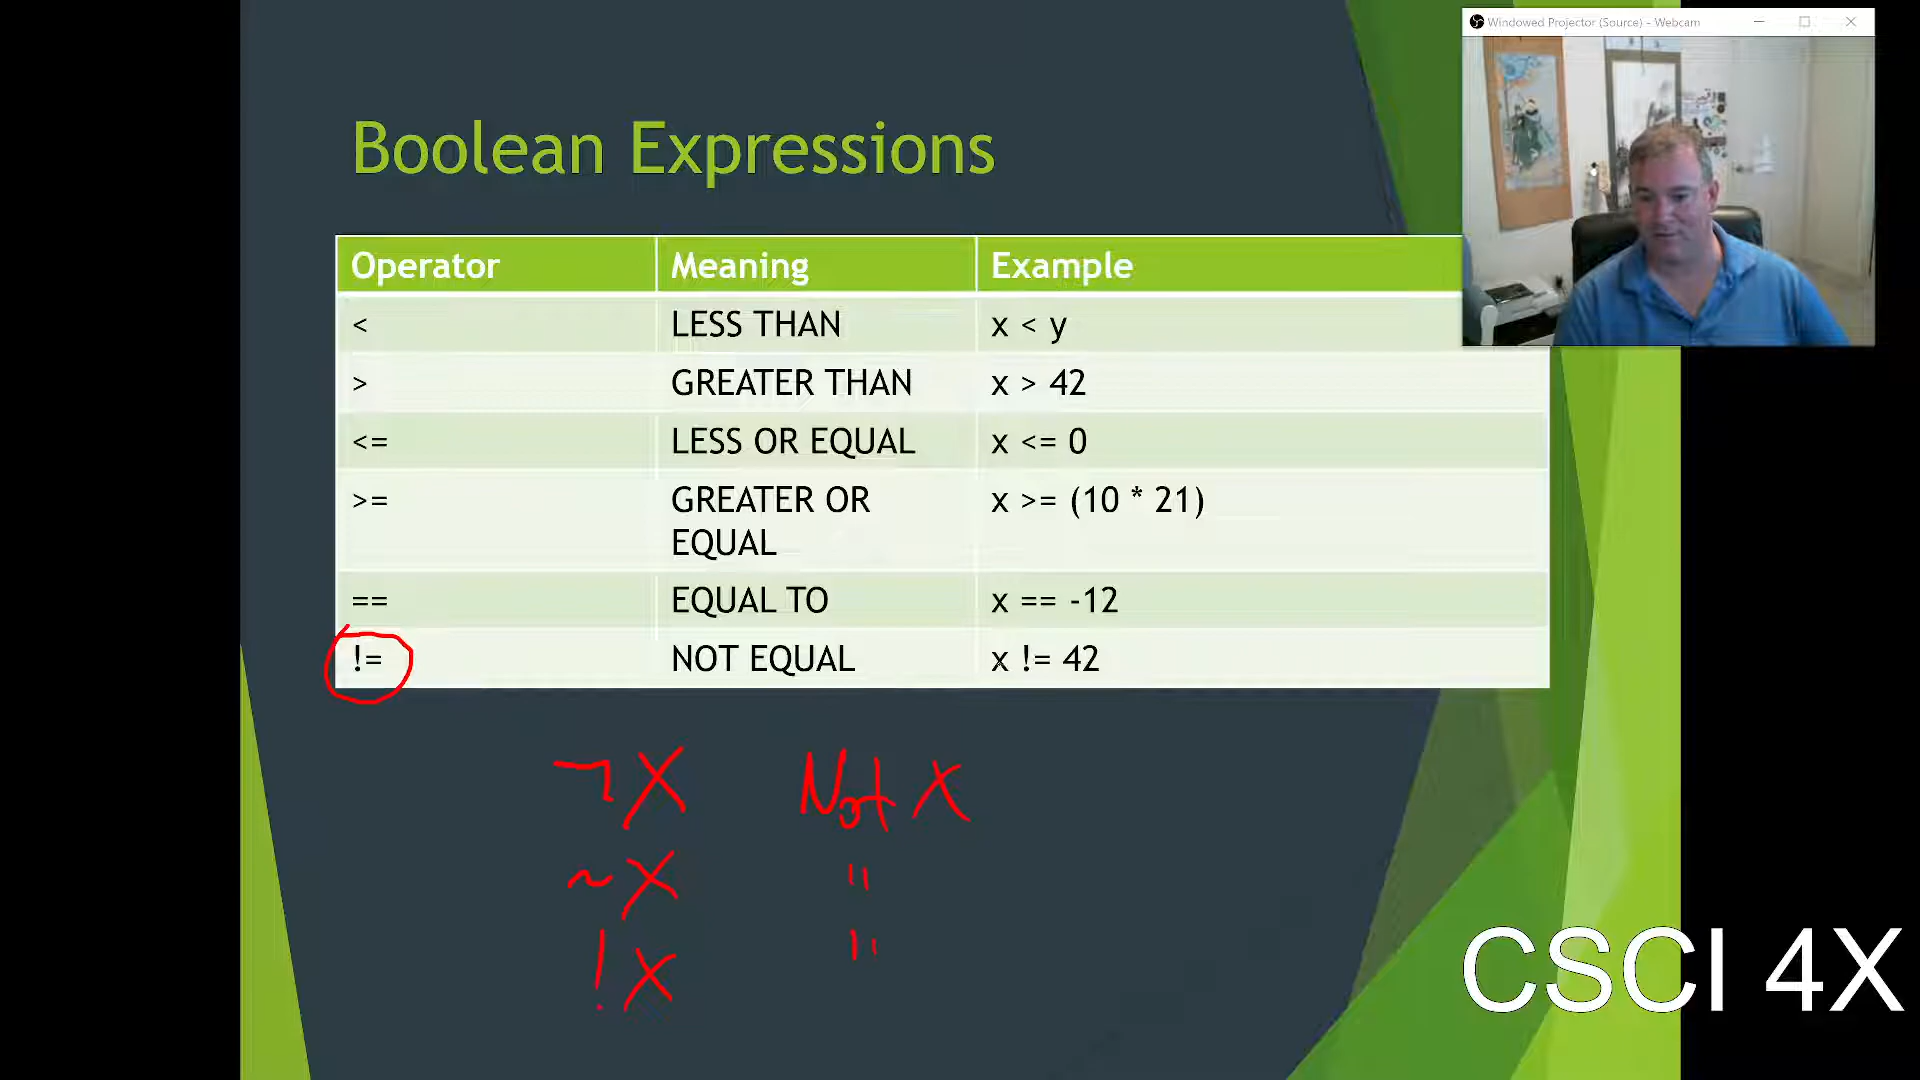 Windowed Projector (Source) - Webcam
Boolean Expressions
Operator Meaning Example
< LESS THAN x < y
> GREATER THAN x > 42
<= LESS OR EQUAL x <= 0
>= GREATER OR EQUAL x >= (10 * 21)
== EQUAL TO x == -12
!= NOT EQUAL x != 42
¬X Not X
~X "
!X "
CSCI 4X